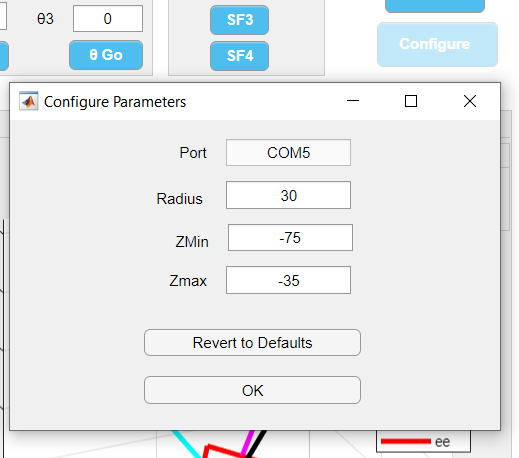 θ3 0
SF3
θ Go
SF4
Configure
Configure Parameters
Port COM5
Radius 30
ZMin -75
Zmax -35
Revert to Defaults
OK
ee